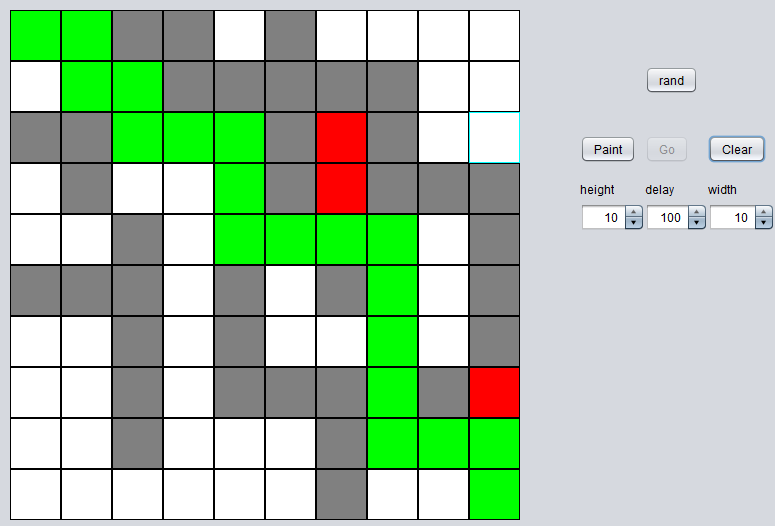 rand
Paint Go Clear
height delay width
10 100 10